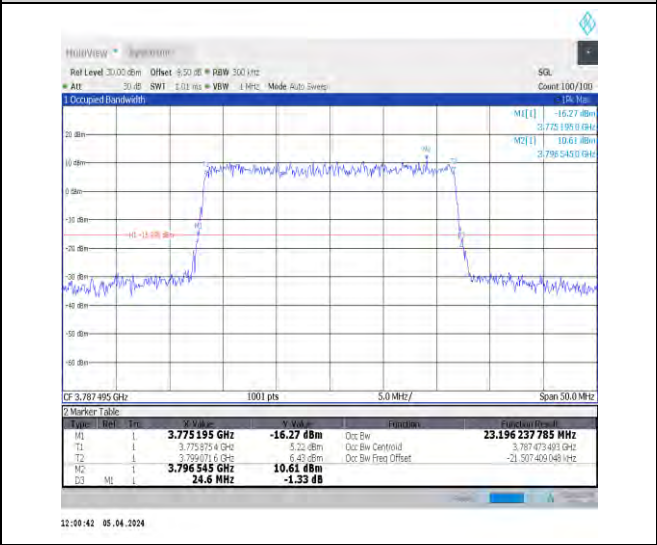 MultiView Spectrum
Ref Level 30.00 dBm Offset 9.50 dB RBW 300 kHz SGL
Att 30 dB SWT 1.01 ms VBW 1 MHz Mode Auto Sweep Count 100/100
1 Occupied Bandwidth 1Pk Max
M1[1] -16.27 dBm
3.775 195 0 GHz
M2[1] 10.61 dBm
3.796 545 0 GHz
20 dBm
10 dBm
0 dBm
-10 dBm
-20 dBm
-30 dBm
-40 dBm
-50 dBm
-60 dBm
CF 3.787 495 GHz 1001 pts 5.0 MHz/ Span 50.0 MHz
2 Marker Table
Type Ref Trc X-Value Y-Value Function Function Result
M1 1 3.775 195 GHz -16.27 dBm Occ Bw 23.196 237 785 MHz
T1 1 3.775 875 4 GHz 5.22 dBm Occ Bw Centroid 3.787 473 493 GHz
T2 1 3.799 071 6 GHz 6.43 dBm Occ Bw Freq Offset -21.507 409 048 kHz
M2 1 3.796 545 GHz 10.61 dBm
D3 M1 1 24.6 MHz -1.33 dB
12:00:42 05.04.2024